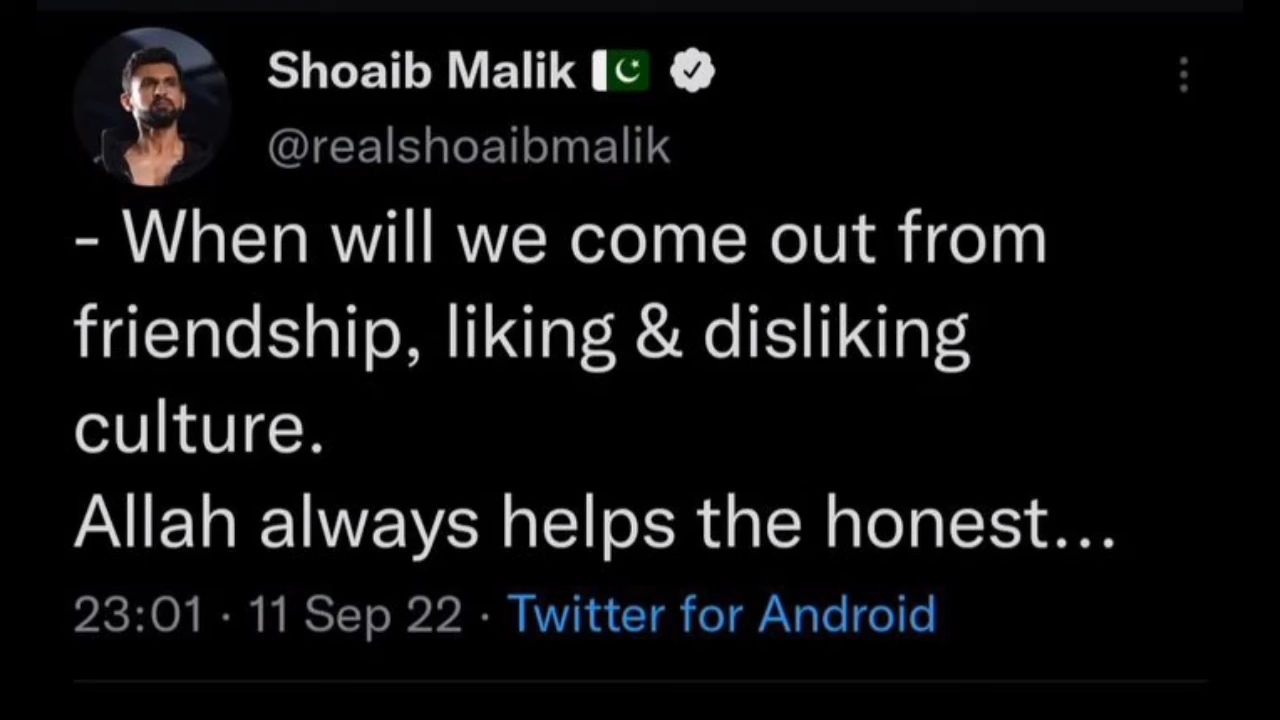 Shoaib Malik 🇵🇰
@realshoaibmalik
- When will we come out from
friendship, liking & disliking
culture.
Allah always helps the honest...
23:01 · 11 Sep 22 · Twitter for Android